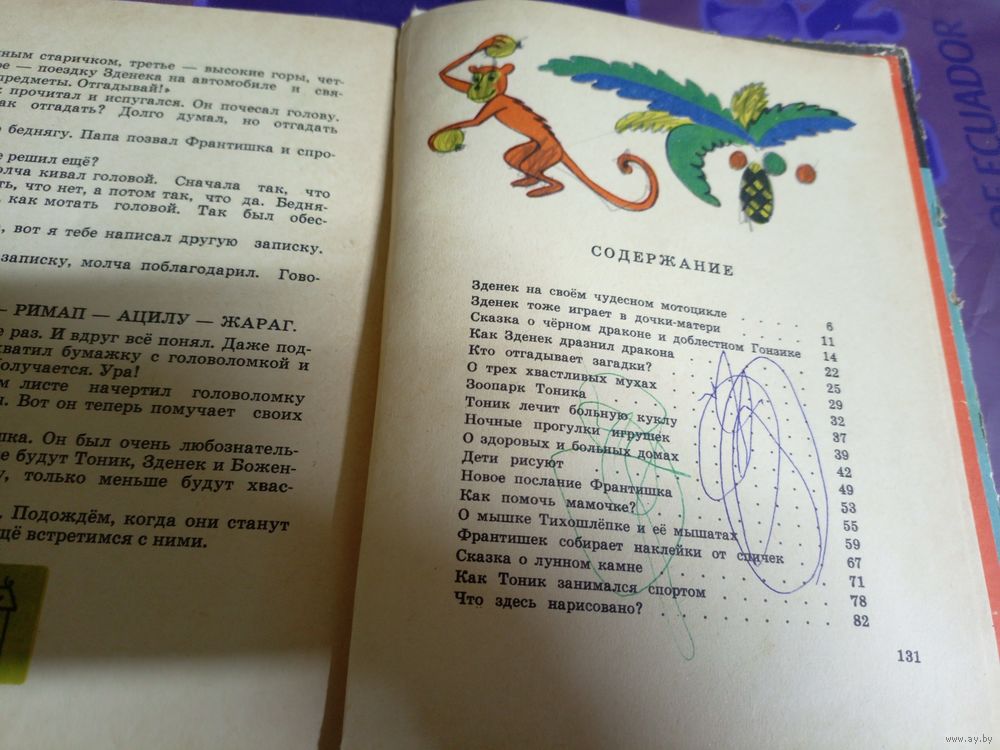 ным старичком, третье — высокие горы, чет-
ре — поездку Зденека на автомобиле и свя-
предметы. Отгадывай!»
к прочитал и испугался. Он почесал голову.
ак отгадать? Долго думал, но отгадать
е беднягу. Папа позвал Франтишка и спро-
е решил ещё?
олча кивал головой. Сначала так, что
ть, что нет, а потом так, что да. Бедня-
, как мотать головой. Так был обес-
, вот я тебе написал другую записку.
записку, молча поблагодарил. Гово-
— РИМАП — АЦИЛУ — ЖАРАГ.
е раз. И вдруг всё понял. Даже под-
хватил бумажку с головоломкой и
Получается. Ура!
м листе начертил головоломку
. Вот он теперь помучает своих
шка. Он был очень любознатель-
е будут Тоник, Зденек и Божен-
у, только меньше будут хвас-
. Подождём, когда они станут
щё встретимся с ними.
СОДЕРЖАНИЕ
Зденек на своём чудесном мотоцикле . . . . . 6
Зденек тоже играет в дочки-матери . . . . . 11
Сказка о чёрном драконе и доблестном Гонзике 14
Как Зденек дразнил дракона . . . . . . . 22
Кто отгадывает загадки? . . . . . . . . 25
О трех хвастливых мухах . . . . . . . . 29
Зоопарк Тоника . . . . . . . . . . 32
Тоник лечит больную куклу . . . . . . . 37
Ночные прогулки игрушек . . . . . . . . 39
О здоровых и больных домах . . . . . . . 42
Дети рисуют . . . . . . . . . . . 49
Новое послание Франтишка . . . . . . . 53
Как помочь мамочке? . . . . . . . . . 55
О мышке Тихошлёпке и её мышатах . . . . . 59
Франтишек собирает наклейки от спичек . . . 67
Сказка о лунном камне . . . . . . . . 71
Как Тоник занимался спортом . . . . . . 78
Что здесь нарисовано? . . . . . . . . 82
131
OF ECUADOR
www.ay.by